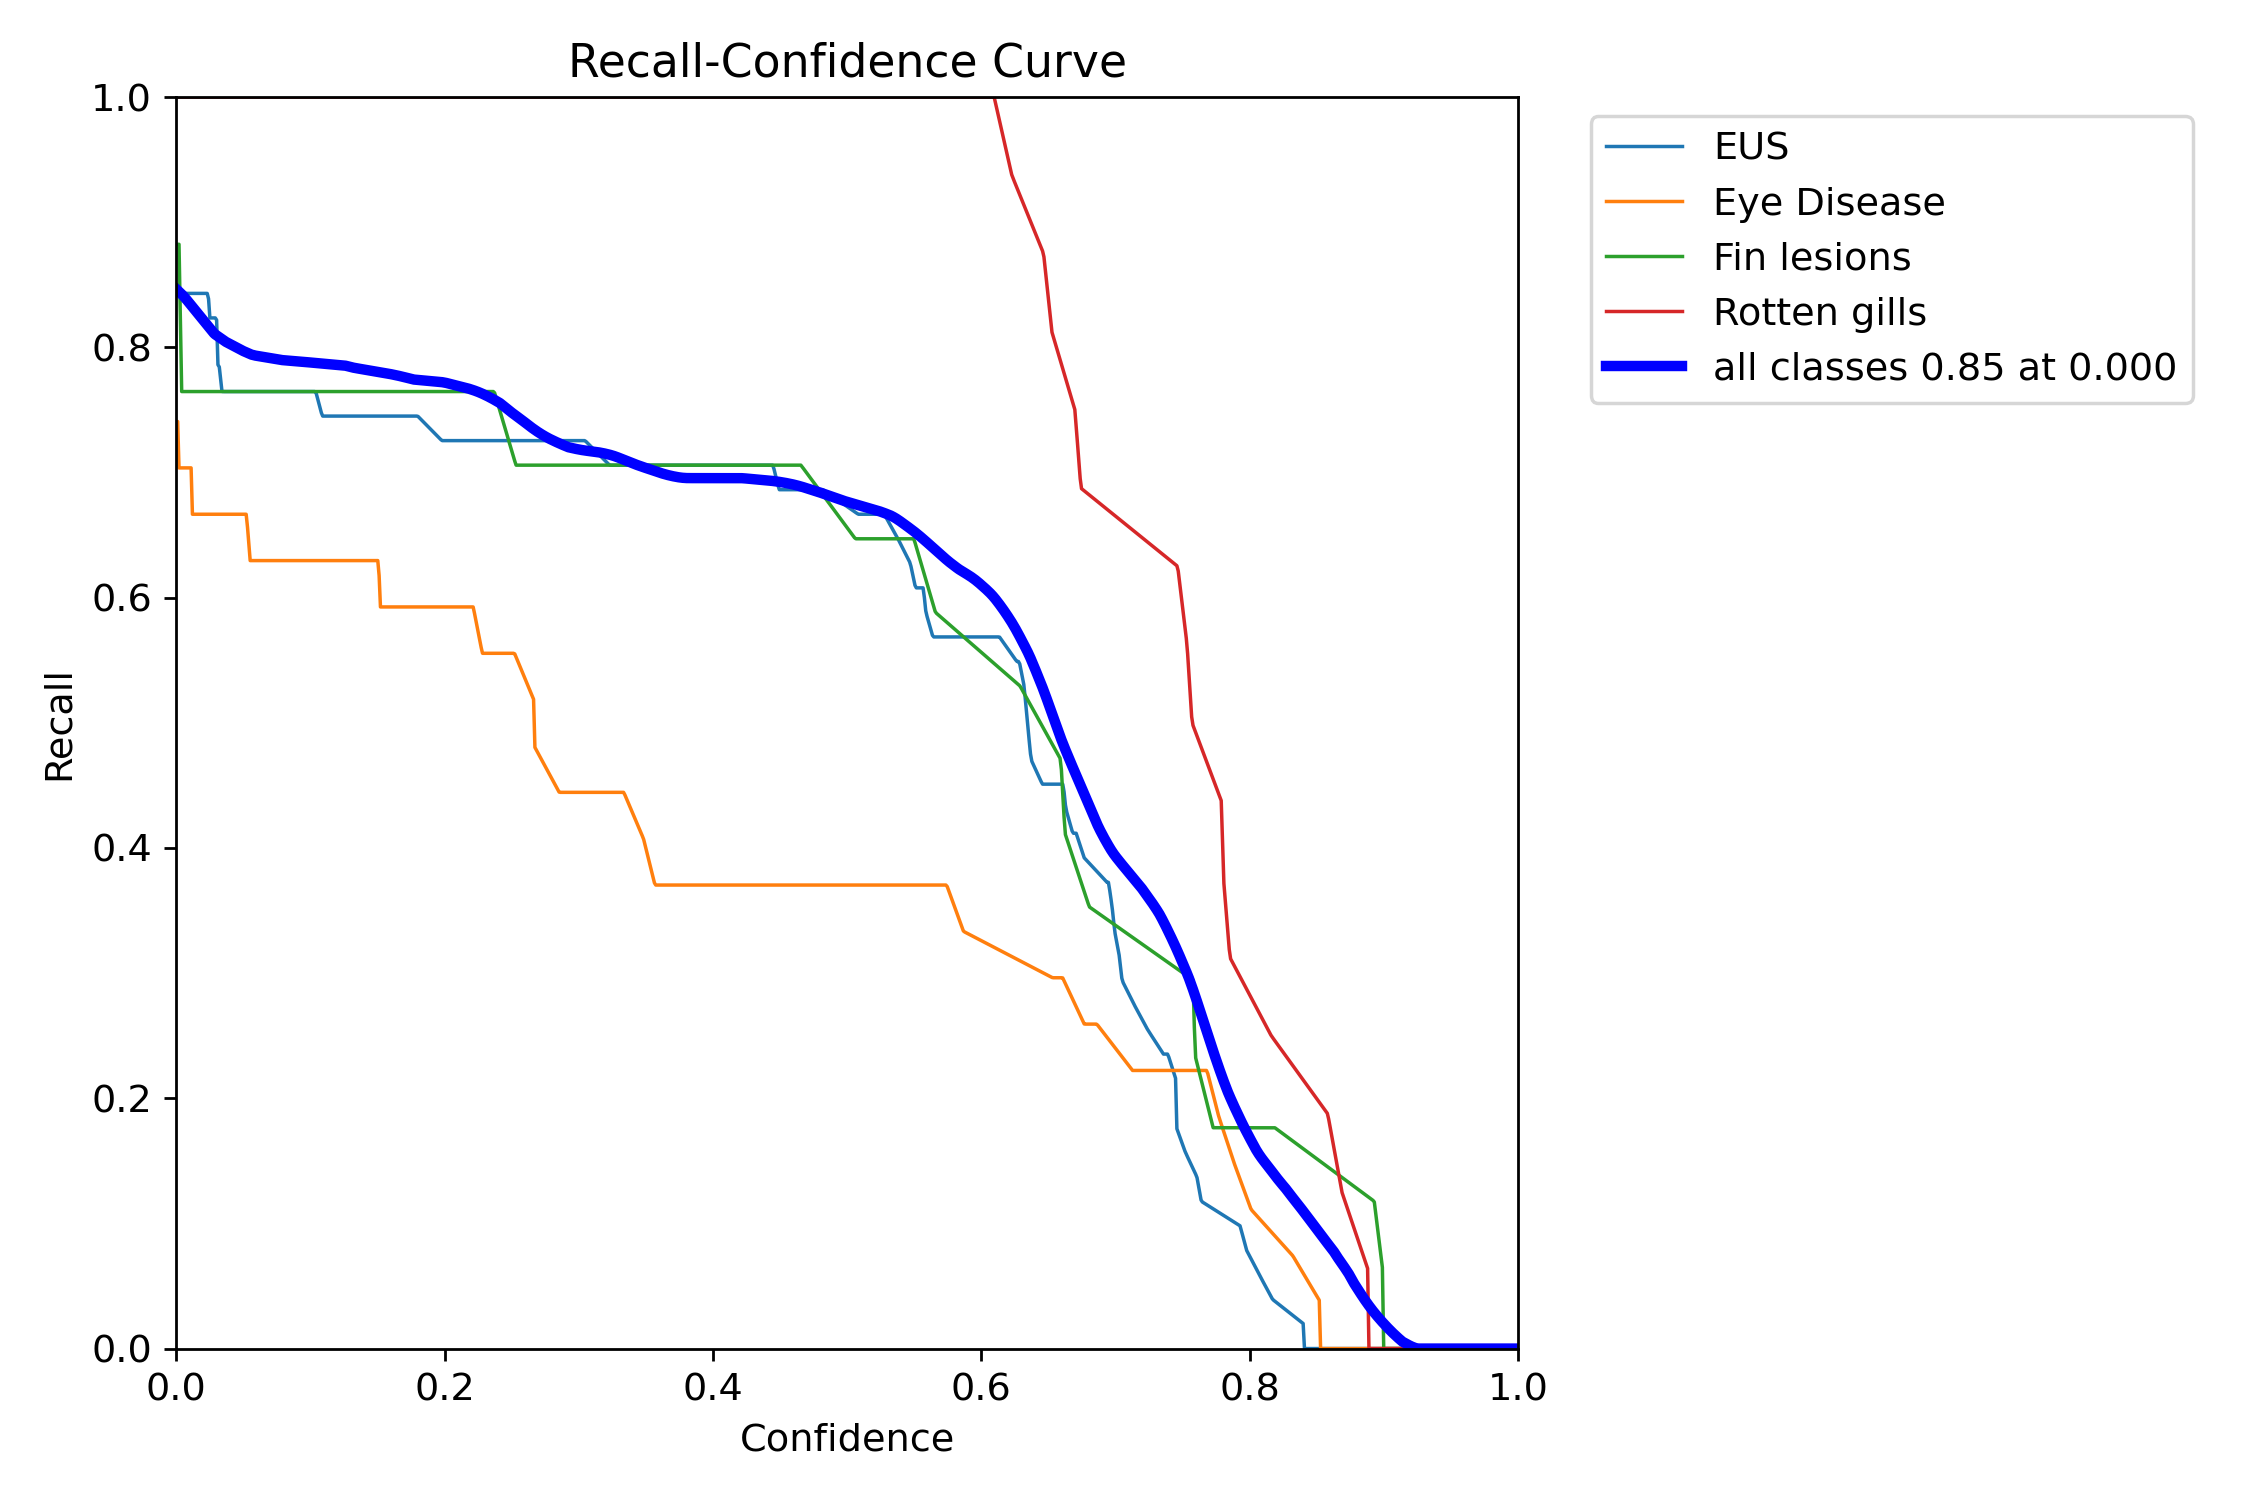 Recall-Confidence Curve
1.0
0.8
0.6
0.4
0.2
0.0
Recall
0.0 0.2 0.4 0.6 0.8 1.0
Confidence
EUS
Eye Disease
Fin lesions
Rotten gills
all classes 0.85 at 0.000